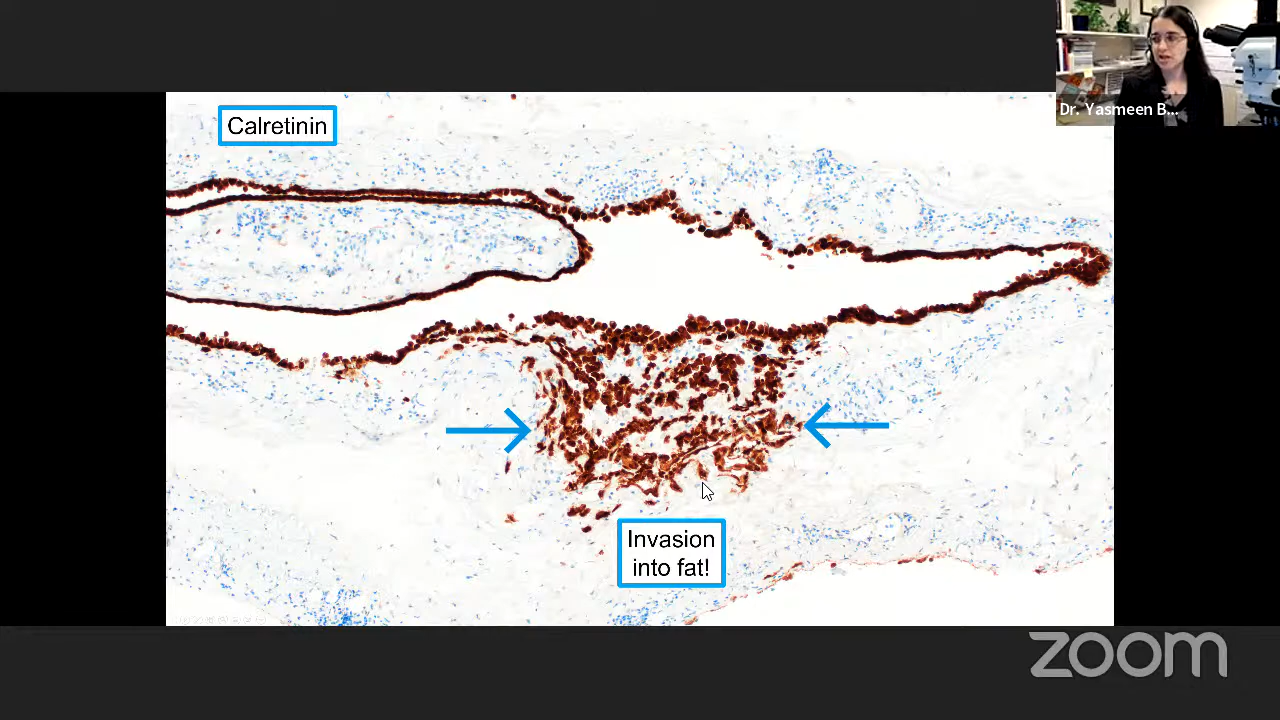 Dr. Yasmeen B...
Calretinin
Invasion
into fat!
zoom